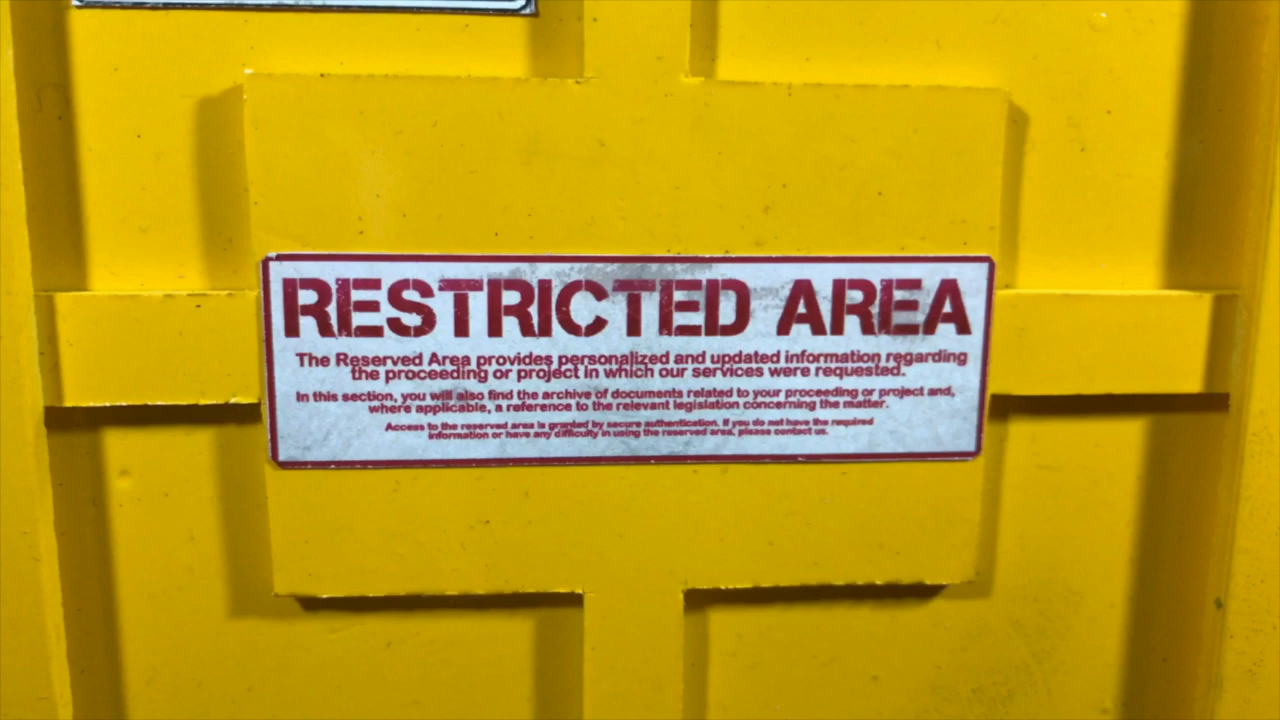 RESTRICTED AREA
The Reserved Area provides personalized and updated information regarding
the proceeding or project in which our services were requested.
In this section, you will also find the archive of documents related to your proceeding or project and,
where applicable, a reference to the relevant legislation concerning the matter.
Access to the reserved area is granted by secure authentication. If you do not have the required
information or have any difficulty in using the reserved area, please contact us.